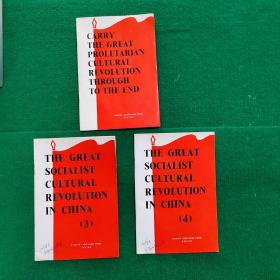 CARRY
THE GREAT
PROLETARIAN
CULTURAL
REVOLUTION
THROUGH
TO THE END
THE GREAT
SOCIALIST
CULTURAL
REVOLUTION
IN CHINA
(3)
THE GREAT
SOCIALIST
CULTURAL
REVOLUTION
IN CHINA
(4)